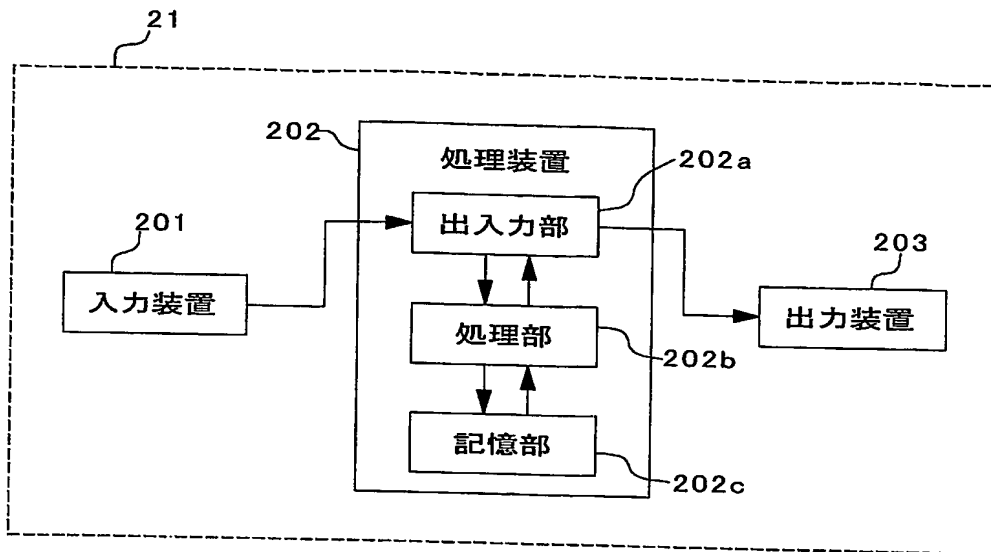 21
202
処理装置
202a
出入力部
201
入力装置
203
出力装置
処理部
202b
記憶部
202c